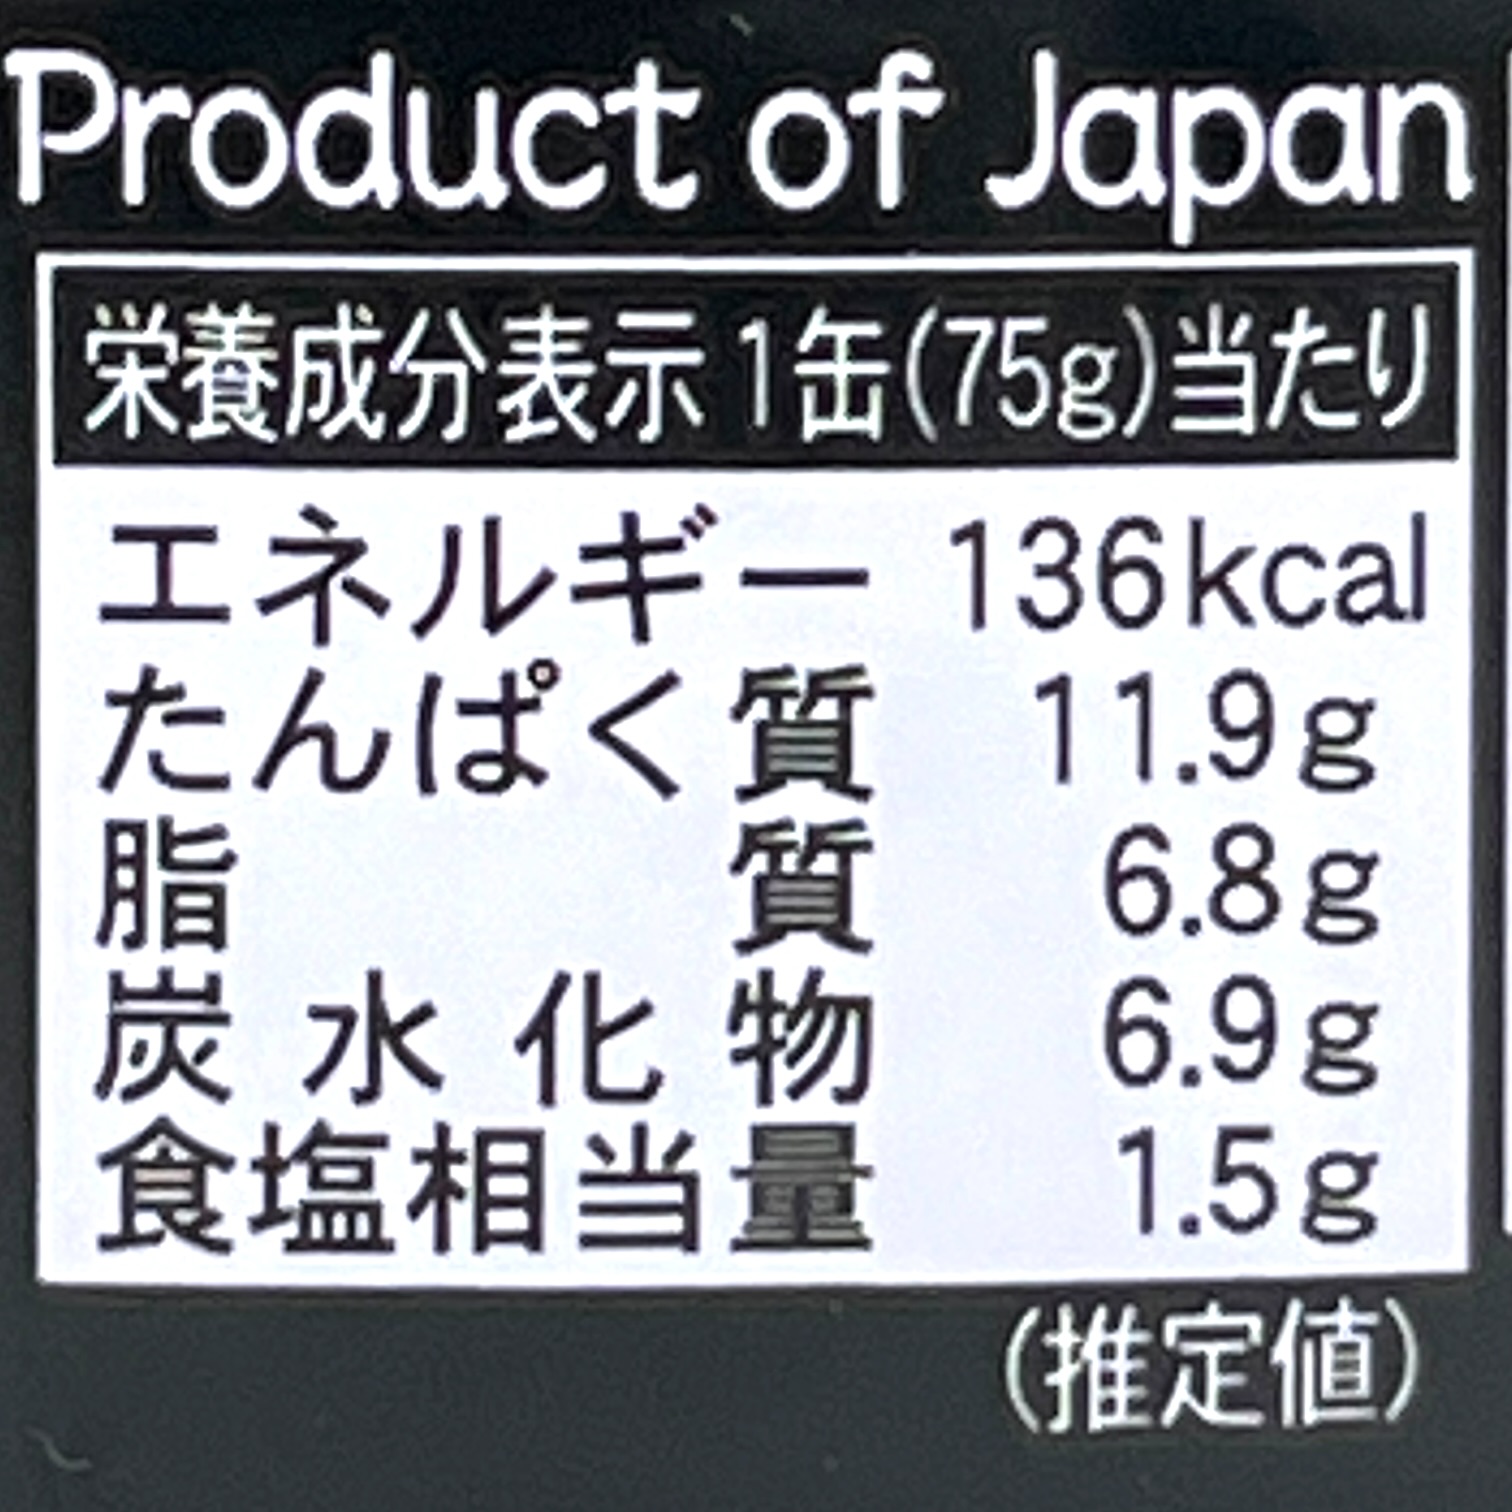 Product of Japan
栄養成分表示 1缶(75g)当たり
エネルギー 136kcal
たんぱく質 11.9g
脂質 6.8g
炭水化物 6.9g
食塩相当量 1.5g
(推定値)